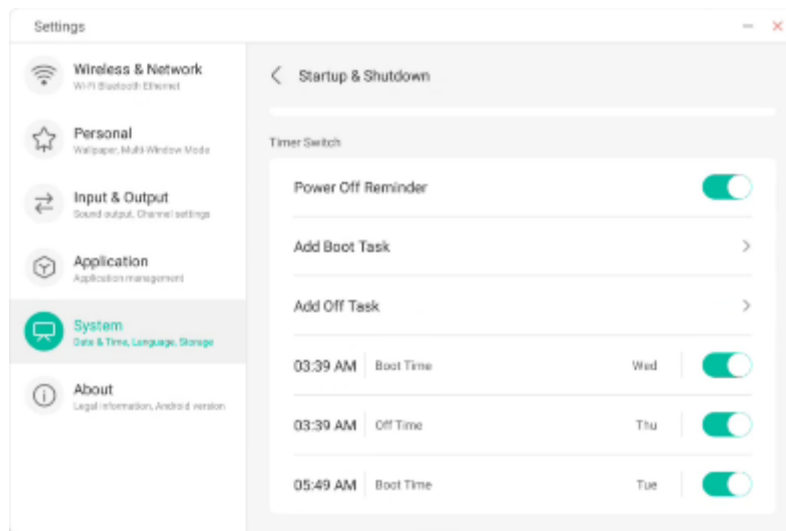 Settings
Wireless & Network
Wi-Fi Bluetooth Ethernet
Personal
Wallpaper, Multi-Window Mode
Input & Output
Sound output, Channel settings
Application
Application management
System
Date & Time, Language, Storage
About
Legal information, Android version
Startup & Shutdown
Timer Switch
Power Off Reminder
Add Boot Task
Add Off Task
03:39 AM Boot Time Wed
03:39 AM Off Time Thu
05:49 AM Boot Time Tue